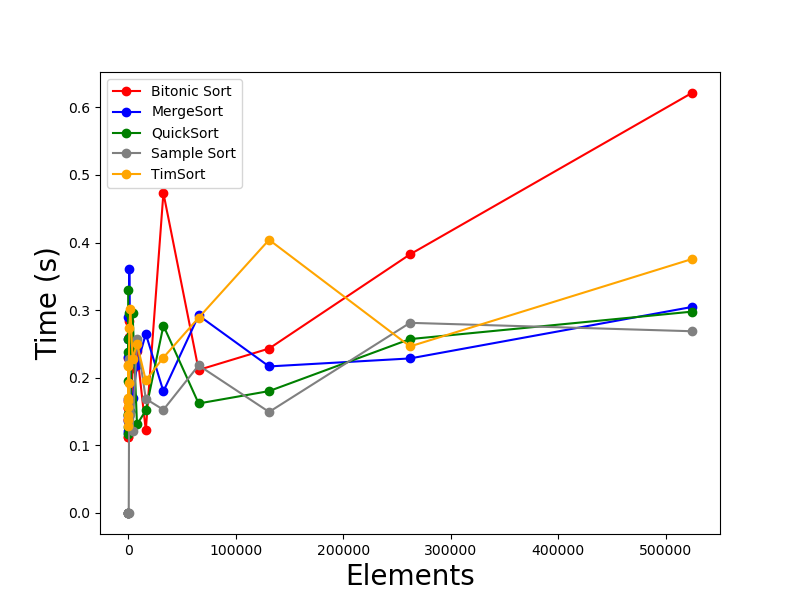 Bitonic Sort
MergeSort
QuickSort
Sample Sort
TimSort
Time (s)
0.6
0.5
0.4
0.3
0.2
0.1
0.0
0 100000 200000 300000 400000 500000
Elements